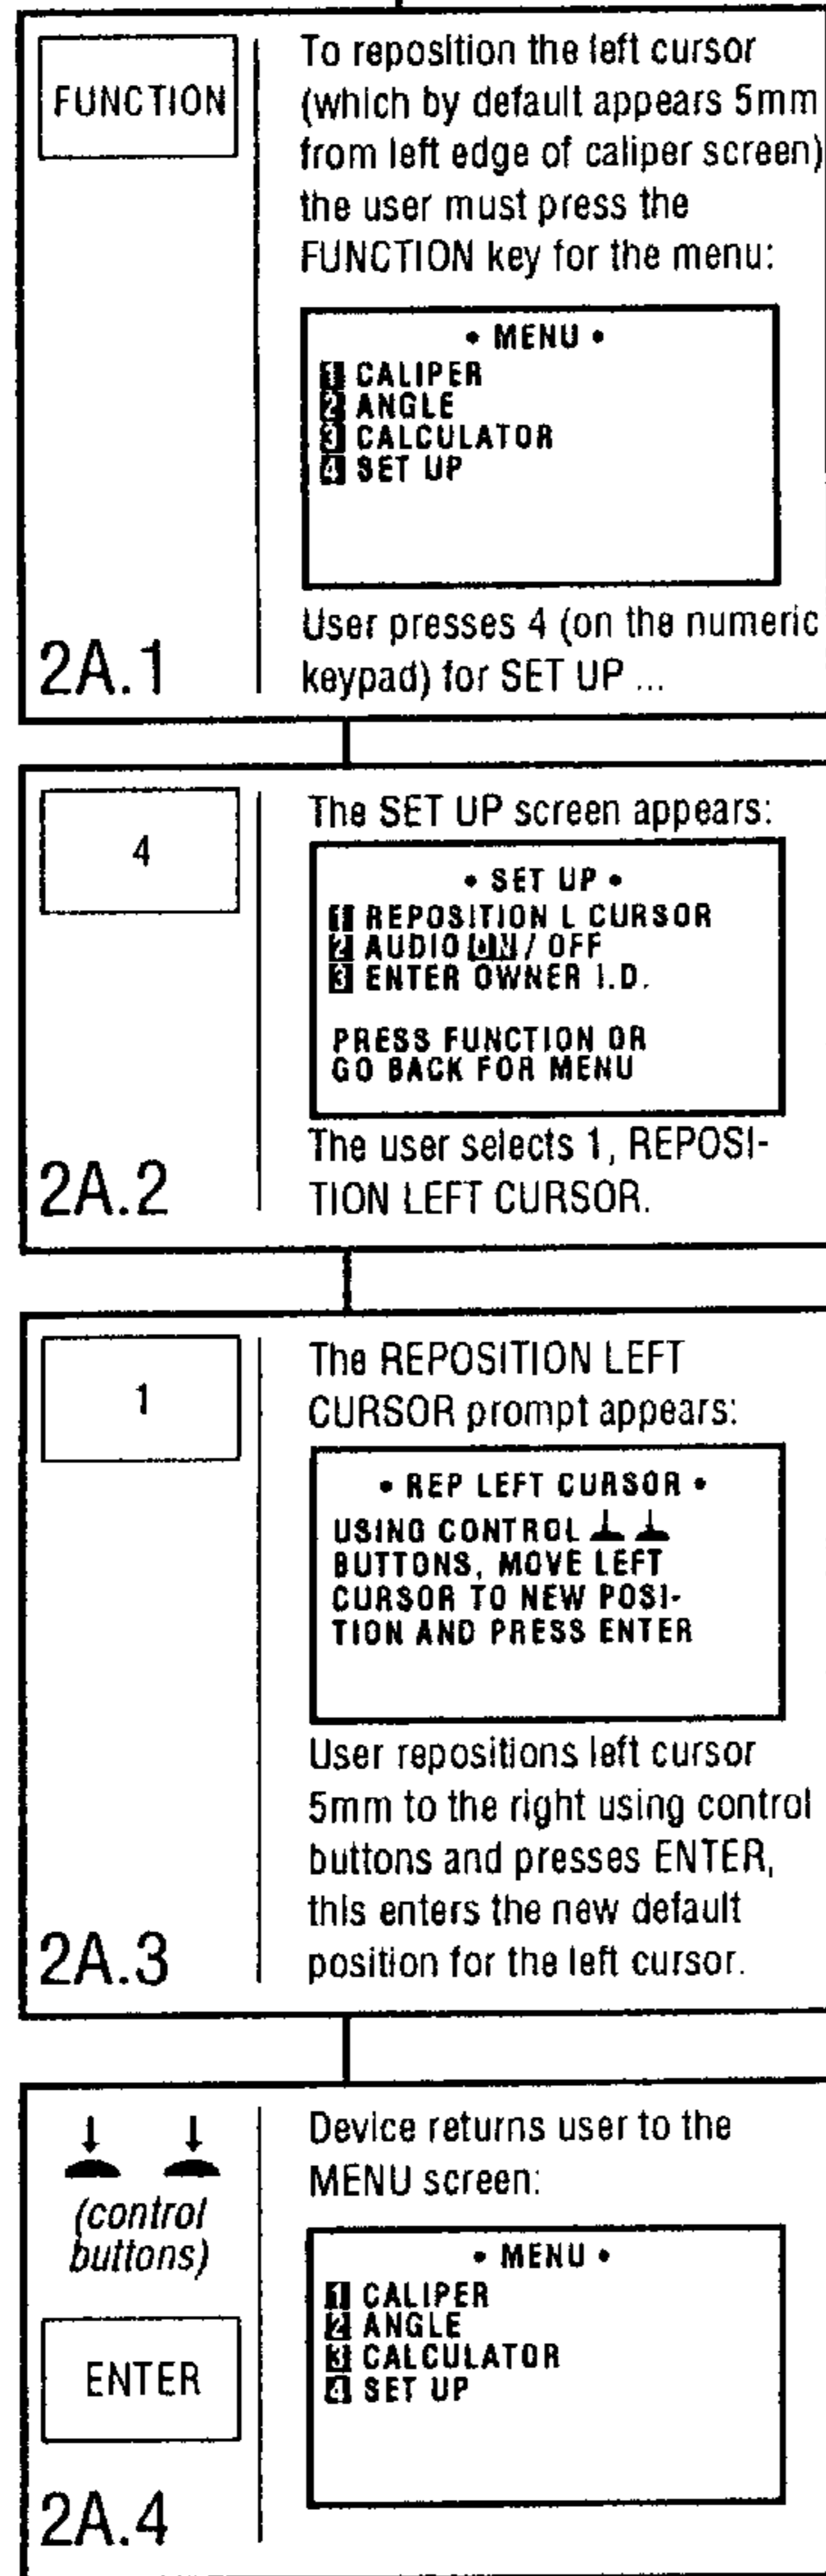 FUNCTION
To reposition the left cursor
(which by default appears 5mm
from left edge of caliper screen)
the user must press the
FUNCTION key for the menu:
• MENU •
1 CALIPER
2 ANGLE
3 CALCULATOR
4 SET UP
User presses 4 (on the numeric
keypad) for SET UP ...
2A.1
4
The SET UP screen appears:
• SET UP •
1 REPOSITION L CURSOR
2 AUDIO ON / OFF
3 ENTER OWNER I.D.
PRESS FUNCTION OR
GO BACK FOR MENU
The user selects 1, REPOSI-
TION LEFT CURSOR.
2A.2
1
The REPOSITION LEFT
CURSOR prompt appears:
• REP LEFT CURSOR •
USING CONTROL
BUTTONS, MOVE LEFT
CURSOR TO NEW POSI-
TION AND PRESS ENTER
User repositions left cursor
5mm to the right using control
buttons and presses ENTER,
this enters the new default
position for the left cursor.
2A.3
(control
buttons)
ENTER
Device returns user to the
MENU screen:
• MENU •
1 CALIPER
2 ANGLE
3 CALCULATOR
4 SET UP
2A.4